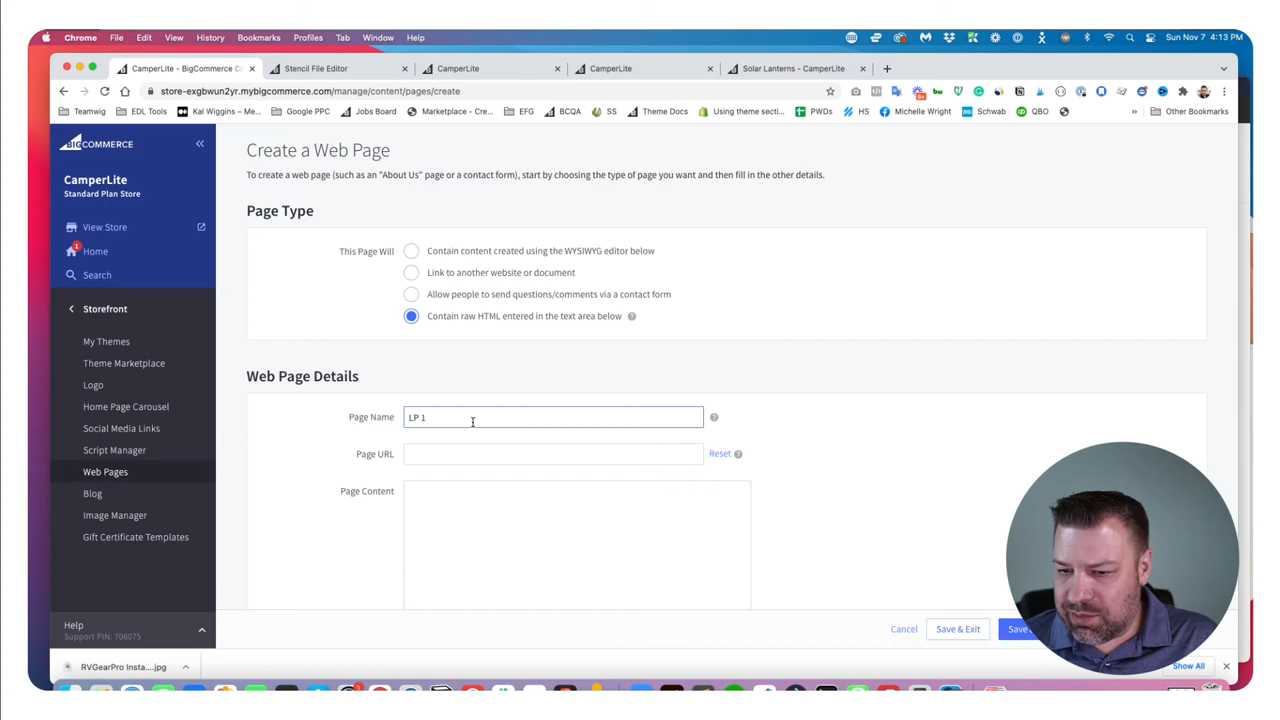 Chrome File Edit View History Bookmarks Profiles Tab Window Help Sun Nov 7 4:13 PM
CamperLite - BigCommerce C Stencil File Editor CamperLite CamperLite Solar Lanterns - CamperLite
store-exgbwun2yr.mybigcommerce.com/manage/content/pages/create
Teamwig EDL Tools Kal Wiggins – Me... Google PPC Jobs Board Marketplace - Cre... EFG BCQA SS Theme Docs Using theme secti... PWDs HS Michelle Wright Schwab QBO » Other Bookmarks
BIGCOMMERCE
CamperLite
Standard Plan Store
View Store
1
Home
Search
Storefront
My Themes
Theme Marketplace
Logo
Home Page Carousel
Social Media Links
Script Manager
Web Pages
Blog
Image Manager
Gift Certificate Templates
Help
Support PIN: 706075
Create a Web Page
To create a web page (such as an "About Us" page or a contact form), start by choosing the type of page you want and then fill in the other details.
Page Type
This Page Will Contain content created using the WYSIWYG editor below
Link to another website or document
Allow people to send questions/comments via a contact form
Contain raw HTML entered in the text area below
Web Page Details
Page Name LP 1
Page URL Reset
Page Content
Cancel Save & Exit Save
RVGearPro Insta....jpg Show All